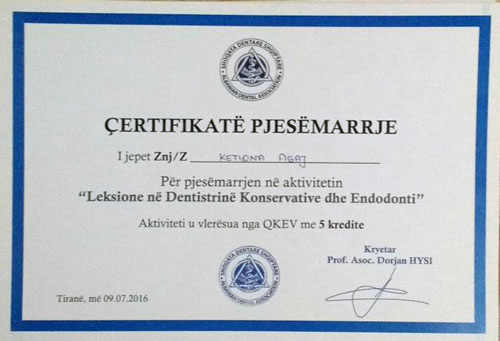 SHOQATA DENTARE SHQIPTARE
ALBANIAN DENTAL ASSOCIATION
ÇERTIFIKATË PJESËMARRJE
I jepet Znj/Z KETIONA AGAJ
Për pjesëmarrjen në aktivitetin
“Leksione në Dentistrinë Konservative dhe Endodonti”
Aktiviteti u vlerësua nga QKEV me 5 kredite
Kryetar
Prof. Asoc. Dorjan HYSI
SHOQATA DENTARE SHQIPTARE
ALBANIAN DENTAL ASSOCIATION
Tiranë, më 09.07.2016